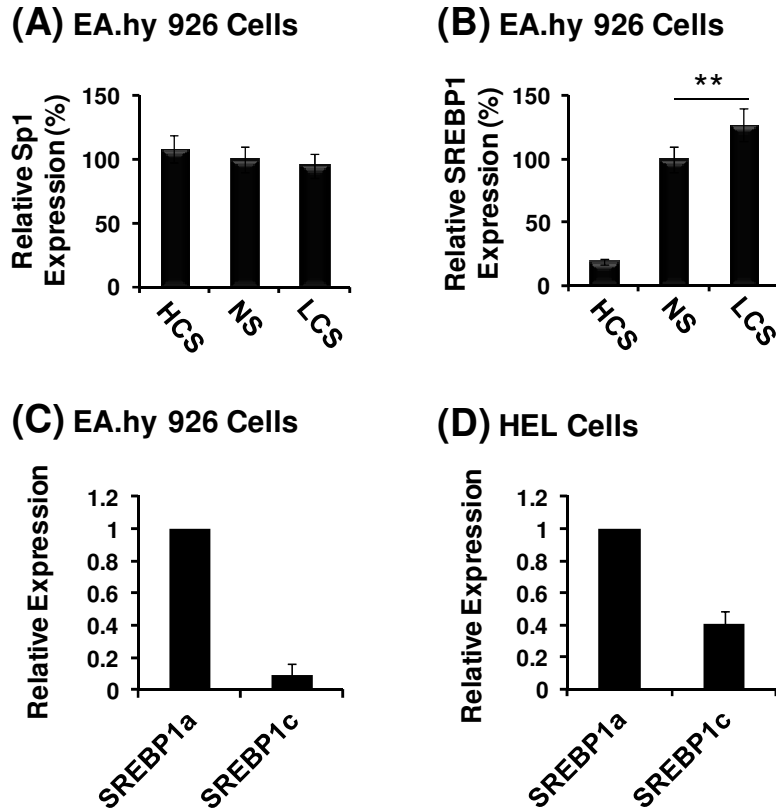 (A) EA.hy 926 Cells
Relative Sp1
Expression (%)
150
100
50
0
HCS
NS
LCS
(B) EA.hy 926 Cells
Relative SREBP1
Expression (%)
150
100
50
0
**
HCS
NS
LCS
(C) EA.hy 926 Cells
Relative Expression
1.2
1
0.8
0.6
0.4
0.2
0
SREBP1a
SREBP1c
(D) HEL Cells
Relative Expression
1.2
1
0.8
0.6
0.4
0.2
0
SREBP1a
SREBP1c